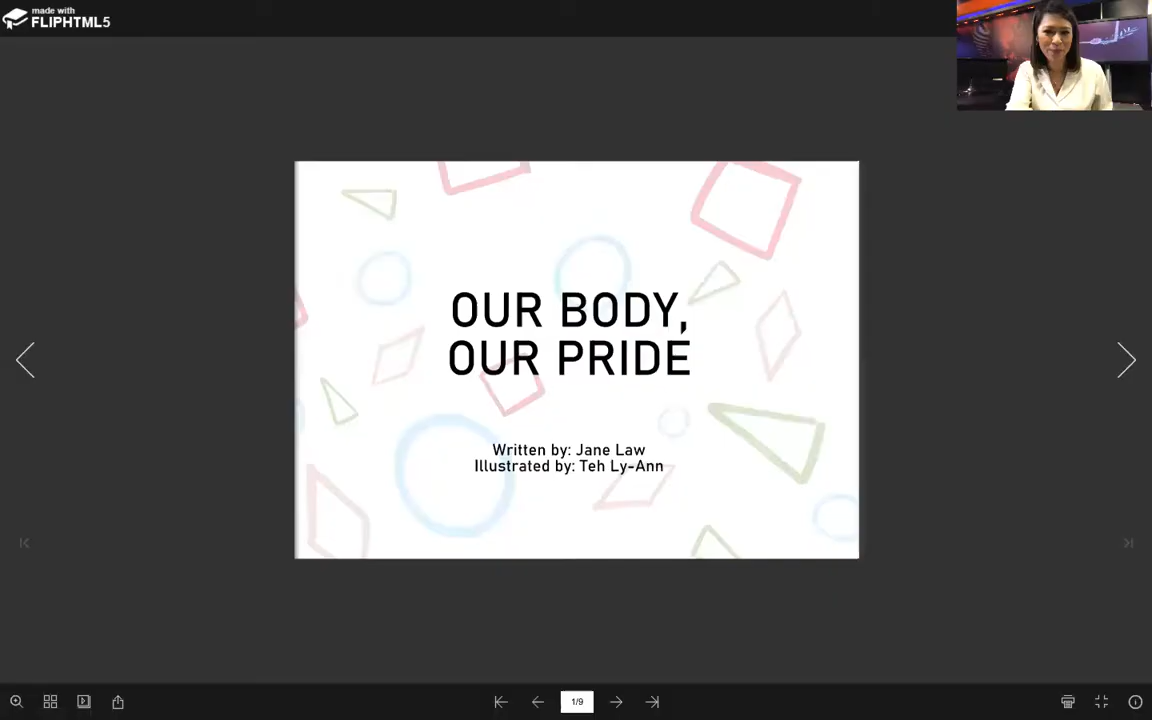 made with
FLIPHTML5
OUR BODY,
OUR PRIDE
Written by: Jane Law
Illustrated by: Teh Ly-Ann
1/9